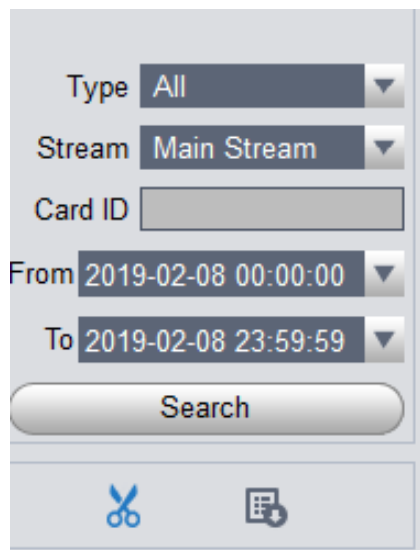 Type All
Stream Main Stream
Card ID
From 2019-02-08 00:00:00
To 2019-02-08 23:59:59
Search